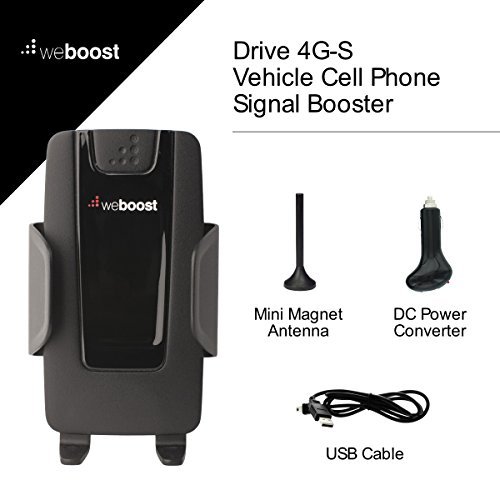 weboost
Drive 4G-S
Vehicle Cell Phone
Signal Booster
weboost
Mini Magnet
Antenna
DC Power
Converter
USB Cable